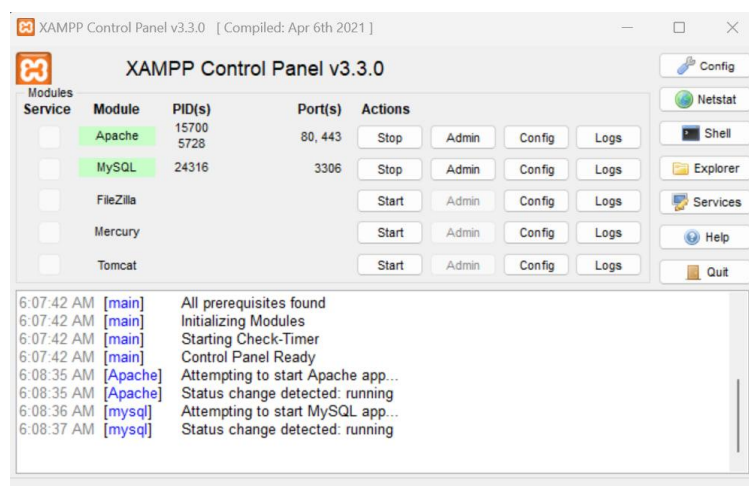 XAMPP Control Panel v3.3.0 [ Compiled: Apr 6th 2021 ]
XAMPP Control Panel v3.3.0
Config
Modules
Service Module PID(s) Port(s) Actions
Netstat
Apache 15700 5728 80, 443 Stop Admin Config Logs
Shell
MySQL 24316 3306 Stop Admin Config Logs
Explorer
FileZilla Start Admin Config Logs
Services
Mercury Start Admin Config Logs
Help
Tomcat Start Admin Config Logs
Quit
6:07:42 AM [main] All prerequisites found
6:07:42 AM [main] Initializing Modules
6:07:42 AM [main] Starting Check-Timer
6:07:42 AM [main] Control Panel Ready
6:08:35 AM [Apache] Attempting to start Apache app...
6:08:35 AM [Apache] Status change detected: running
6:08:36 AM [mysql] Attempting to start MySQL app...
6:08:37 AM [mysql] Status change detected: running